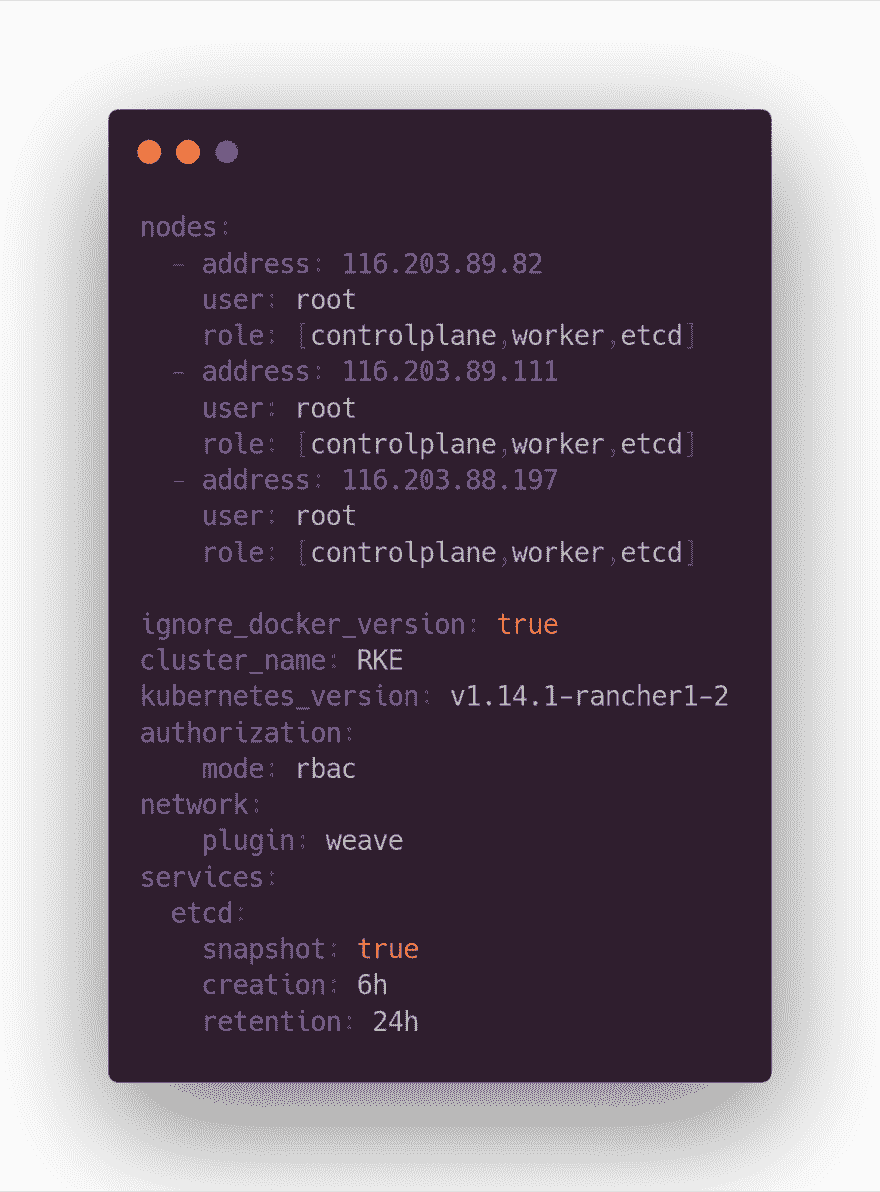 nodes:
  - address: 116.203.89.82
    user: root
    role: [controlplane,worker,etcd]
  - address: 116.203.89.111
    user: root
    role: [controlplane,worker,etcd]
  - address: 116.203.88.197
    user: root
    role: [controlplane,worker,etcd]

ignore_docker_version: true
cluster_name: RKE
kubernetes_version: v1.14.1-rancher1-2
authorization:
    mode: rbac
network:
    plugin: weave
services:
  etcd:
    snapshot: true
    creation: 6h
    retention: 24h